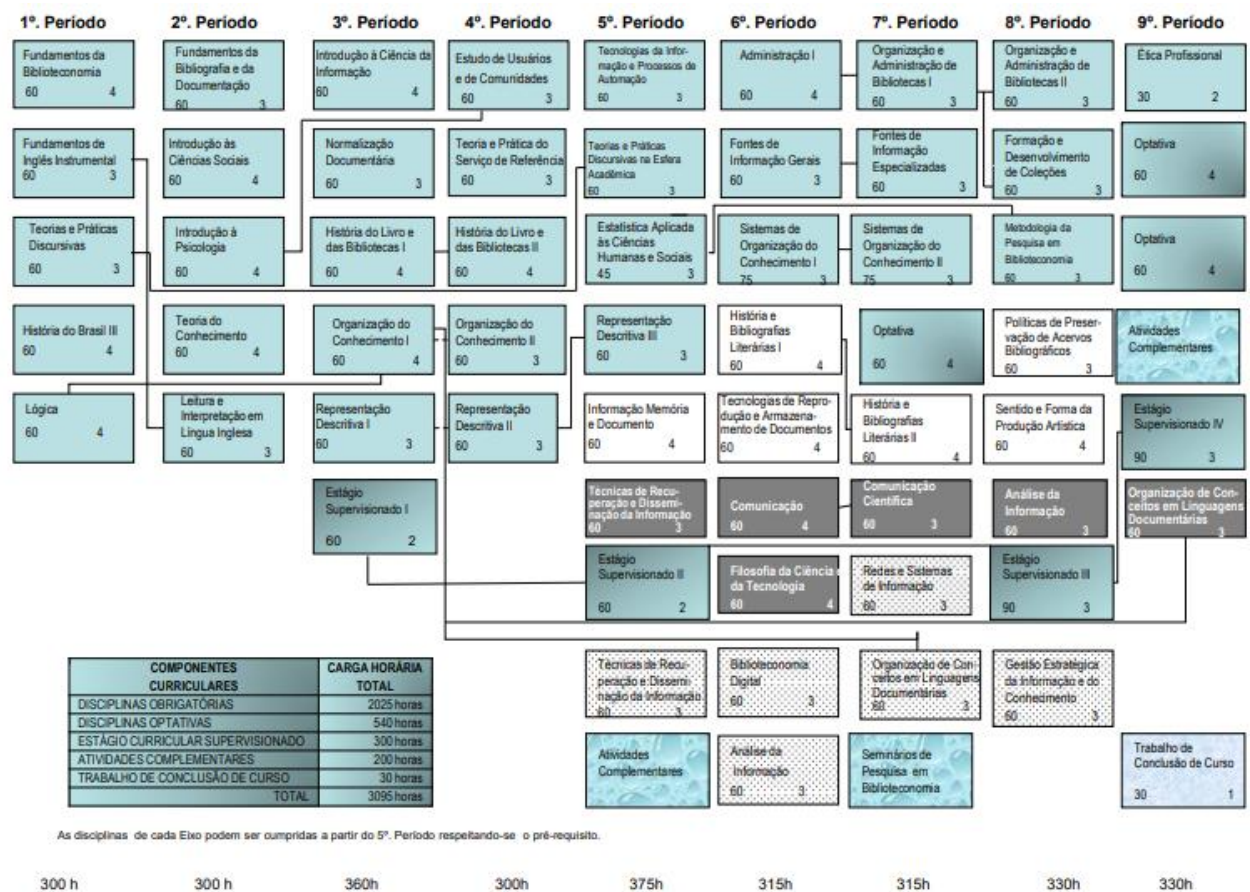 1º. Período
2º. Período
3º. Período
4º. Período
5º. Período
6º. Período
7º. Período
8º. Período
9º. Período
Fundamentos da
Biblioteconomia
60 4
Fundamentos da
Bibliografia e da
Documentação
60 3
Introdução à Ciência da
Informação
60 4
Estudo de Usuários
e de Comunidades
60 3
Tecnologias da Infor-
mação e Processos de
Automação
60 3
Administração I
60 4
Organização e
Administração de
Bibliotecas I
60 3
Organização e
Administração de
Bibliotecas II
60 3
Ética Profissional
30 2
Fundamentos de
Inglês Instrumental
60 3
Introdução às
Ciências Sociais
60 4
Normalização
Documentária
60 3
Teoria e Prática do
Serviço de Referência
60 3
Teorias e Práticas
Discursivas na Esfera
Acadêmica
60 3
Fontes de
Informação Gerais
60 3
Fontes de
Informação
Especializadas
60 3
Formação e
Desenvolvimento
de Coleções
60 3
Optativa
60 4
Teorias e Práticas
Discursivas
60 3
Introdução à
Psicologia
60 4
História do Livro e
das Bibliotecas I
60 4
História do Livro e
das Bibliotecas II
60 4
Estatística Aplicada
às Ciências
Humanas e Sociais
45 3
Sistemas de
Organização do
Conhecimento I
75 3
Sistemas de
Organização do
Conhecimento II
75 3
Metodologia da
Pesquisa em
Biblioteconomia
60 3
Optativa
60 4
História do Brasil III
60 4
Teoria do
Conhecimento
60 4
Organização do
Conhecimento I
60 4
Organização do
Conhecimento II
60 3
Representação
Descritiva III
60 3
História e
Bibliografias
Literárias I
60 4
Optativa
60 4
Políticas de Preser-
vação de Acervos
Bibliográficos
60 3
Atividades
Complementares
Lógica
60 4
Leitura e
Interpretação em
Língua Inglesa
60 3
Representação
Descritiva I
60 3
Representação
Descritiva II
60 3
Informação Memória
e Documento
60 4
Tecnologias de Repro-
dução e Armazena-
mento de Documentos
60 4
História e
Bibliografias
Literárias II
60 4
Sentido e Forma da
Produção Artística
60 4
Estágio
Supervisionado IV
90 3
Estágio
Supervisionado I
60 2
Técnicas de Recu-
peração e Dissemi-
nação da Informação
60 3
Comunicação
60 4
Comunicação
Científica
60 3
Análise da
Informação
60 3
Organização de Con-
ceitos em Linguagens
Documentárias
60 3
Estágio
Supervisionado II
60 2
Filosofia da Ciência e
da Tecnologia
60 4
Redes e Sistemas
de Informação
60 3
Estágio
Supervisionado III
90 3
Técnicas de Recu-
peração e Dissemi-
nação da Informação
60 3
Biblioteconomia
Digital
60 3
Organização de Con-
ceitos em Linguagens
Documentárias
60 3
Gestão Estratégica
da Informação e do
Conhecimento
60 3
Atividades
Complementares
Análise da
Informação
60 3
Seminários de
Pesquisa em
Biblioteconomia
Trabalho de
Conclusão de Curso
30 1
COMPONENTES CURRICULARES CARGA HORÁRIA TOTAL
DISCIPLINAS OBRIGATÓRIAS 2025 horas
DISCIPLINAS OPTATIVAS 540 horas
ESTÁGIO CURRICULAR SUPERVISIONADO 300 horas
ATIVIDADES COMPLEMENTARES 200 horas
TRABALHO DE CONCLUSÃO DE CURSO 30 horas
TOTAL 3095 horas
As disciplinas de cada Eixo podem ser cumpridas a partir do 5º. Período respeitando-se o pré-requisito.
300 h 300 h 360h 300h 375h 315h 315h 330h 330h